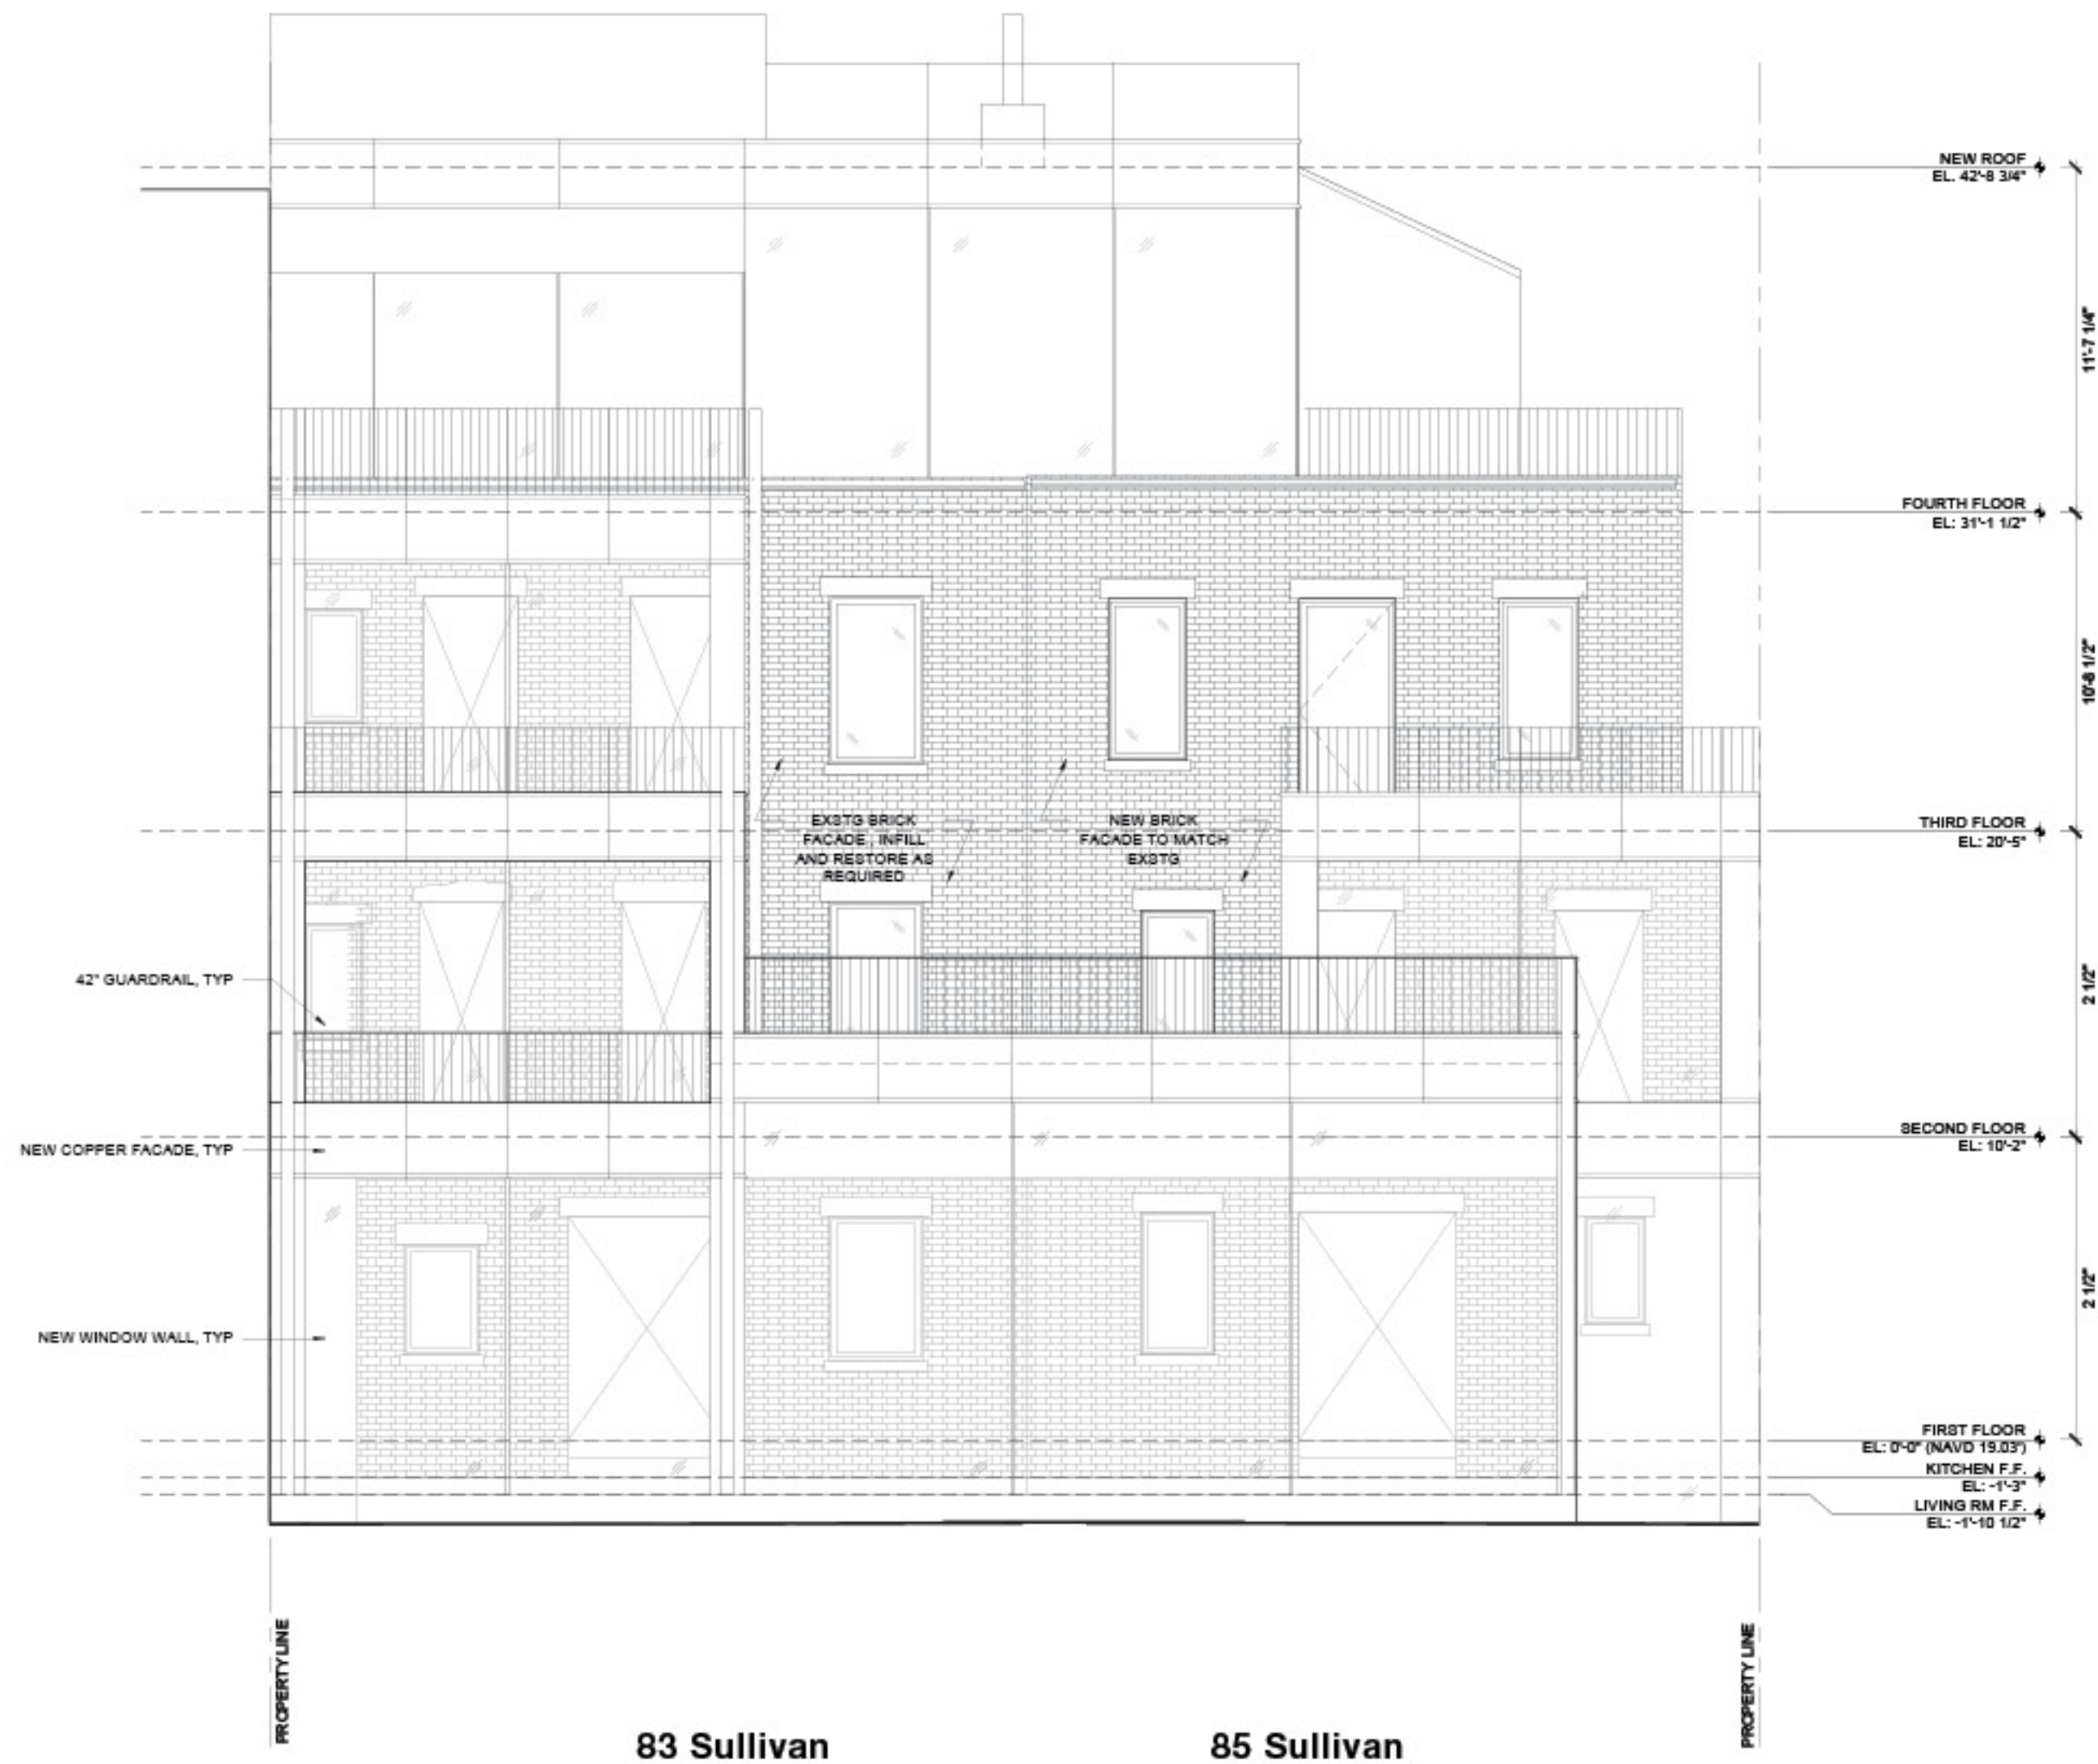 NEW ROOF
EL. 42'-8 3/4"
11'-7 1/4"
FOURTH FLOOR
EL: 31'-1 1/2"
10'-8 1/2"
EXSTG BRICK
FACADE , INFILL
AND RESTORE AS
REQUIRED
NEW BRICK
FACADE TO MATCH
EXSTG
THIRD FLOOR
EL: 20'-5"
42" GUARDRAIL, TYP
2 1/2"
NEW COPPER FACADE, TYP
SECOND FLOOR
EL: 10'-2"
2 1/2"
NEW WINDOW WALL, TYP
FIRST FLOOR
EL: 0'-0" (NAVD 19.03')
KITCHEN F.F.
EL: -1'-3"
LIVING RM F.F.
EL: -1'-10 1/2"
PROPERTY LINE
PROPERTY LINE
83 Sullivan
85 Sullivan